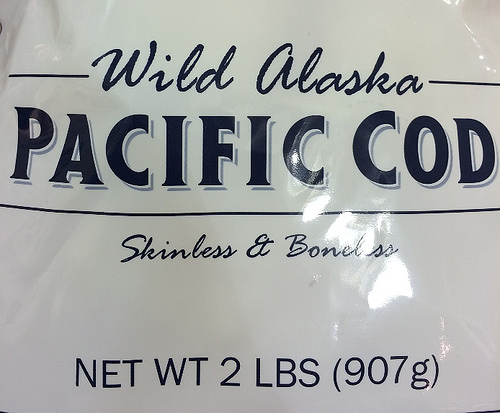 Wild Alaska
PACIFIC COD
Skinless & Boneless
NET WT 2 LBS (907g)